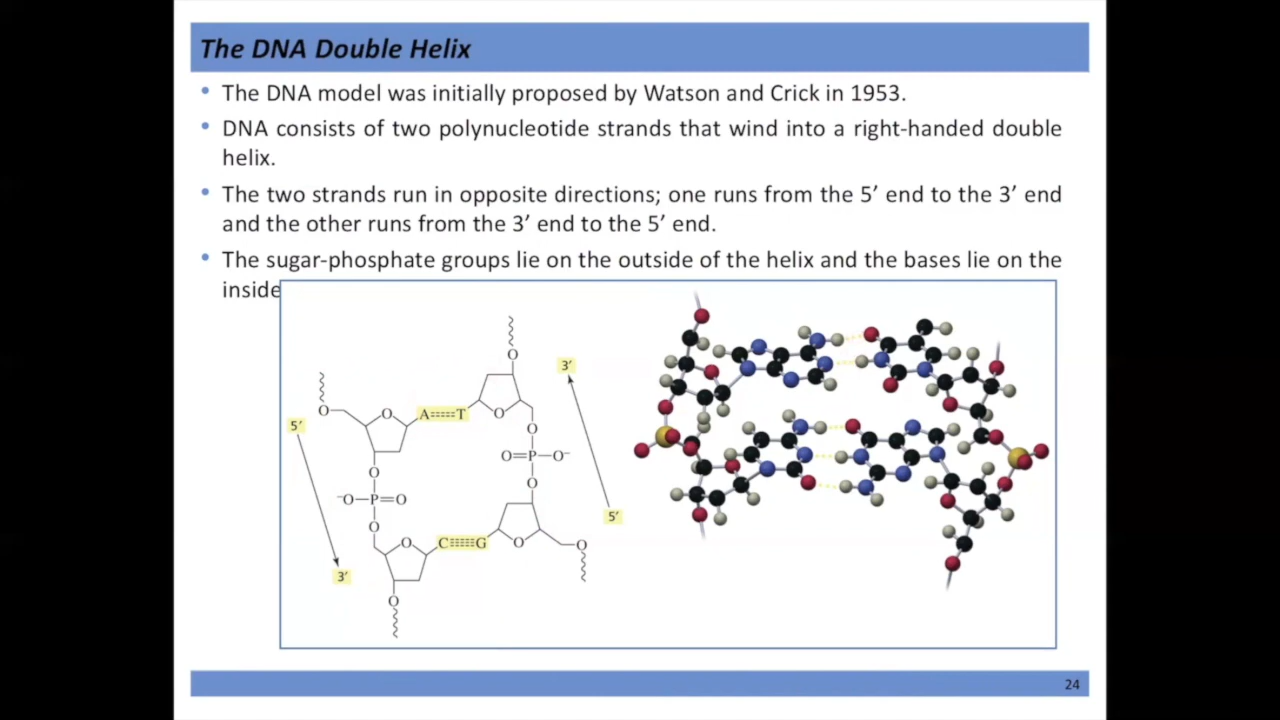 The DNA Double Helix
• The DNA model was initially proposed by Watson and Crick in 1953.
• DNA consists of two polynucleotide strands that wind into a right-handed double
helix.
• The two strands run in opposite directions; one runs from the 5’ end to the 3’ end
and the other runs from the 3’ end to the 5’ end.
• The sugar-phosphate groups lie on the outside of the helix and the bases lie on the
inside
O
3′
O
O
A
T
O
5′
O
O
O=P—O⁻
O
⁻O—P=O
O
5′
O
O
C
G
O
O
3′
O
24